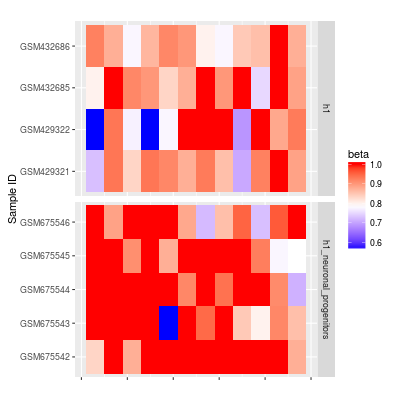 GSM432686
GSM432685
GSM429322
GSM429321
h1
GSM675546
GSM675545
GSM675544
GSM675543
GSM675542
h1_neuronal_progenitors
Sample ID
beta
1.0
0.9
0.8
0.7
0.6